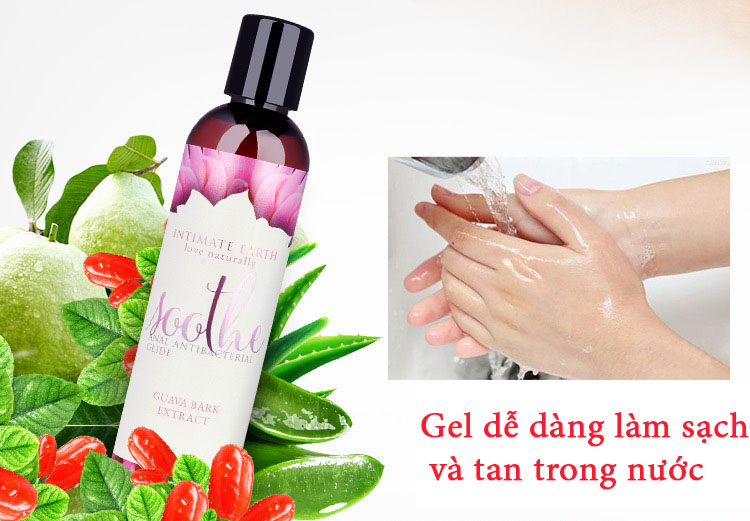 INTIMATE EARTH
love naturally
soothe
ANAL ANTIBACTERIAL
GLIDE
GUAVA BARK
EXTRACT
Gel dễ dàng làm sạch
và tan trong nước